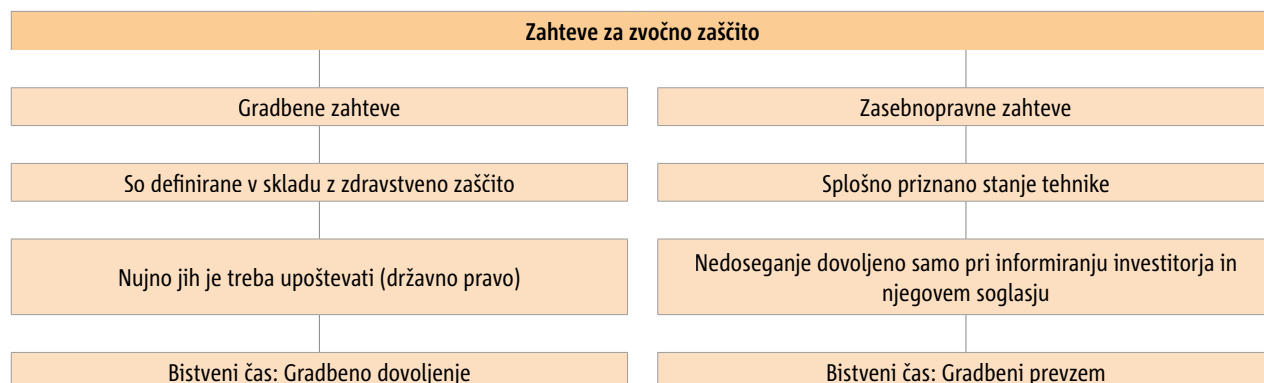 Zahteve za zvočno zaščito
Gradbene zahteve
Zasebnopravne zahteve
So definirane v skladu z zdravstveno zaščito
Splošno priznano stanje tehnike
Nujno jih je treba upoštevati (državno pravo)
Nedoseganje dovoljeno samo pri informiranju investitorja in
njegovem soglasju
Bistveni čas: Gradbeno dovoljenje
Bistveni čas: Gradbeni prevzem